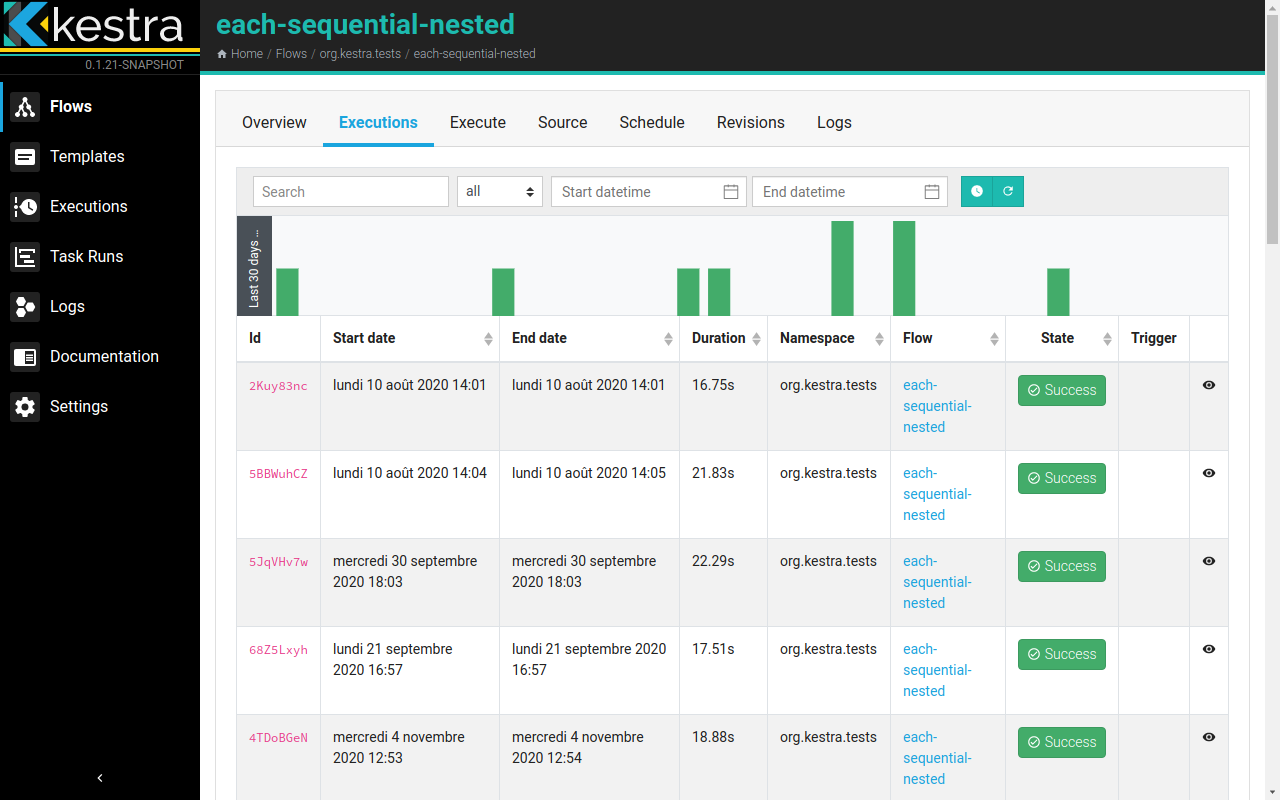 kestra
0.1.21-SNAPSHOT
Flows
Templates
Executions
Task Runs
Logs
Documentation
Settings
each-sequential-nested
Home / Flows / org.kestra.tests / each-sequential-nested
Overview Executions Execute Source Schedule Revisions Logs
Search all Start datetime End datetime
Last 30 days ...
Id Start date End date Duration Namespace Flow State Trigger
2Kuy83nc lundi 10 août 2020 14:01 lundi 10 août 2020 14:01 16.75s org.kestra.tests each- Success
sequential-
nested
5BBWuhCZ lundi 10 août 2020 14:04 lundi 10 août 2020 14:05 21.83s org.kestra.tests each- Success
sequential-
nested
5JqVHv7w mercredi 30 septembre mercredi 30 septembre 22.29s org.kestra.tests each- Success
2020 18:03 2020 18:03 sequential-
nested
68Z5Lxyh lundi 21 septembre lundi 21 septembre 2020 17.51s org.kestra.tests each- Success
2020 16:57 16:57 sequential-
nested
4TDoBGeN mercredi 4 novembre mercredi 4 novembre 18.88s org.kestra.tests each- Success
2020 12:53 2020 12:54 sequential-
nested